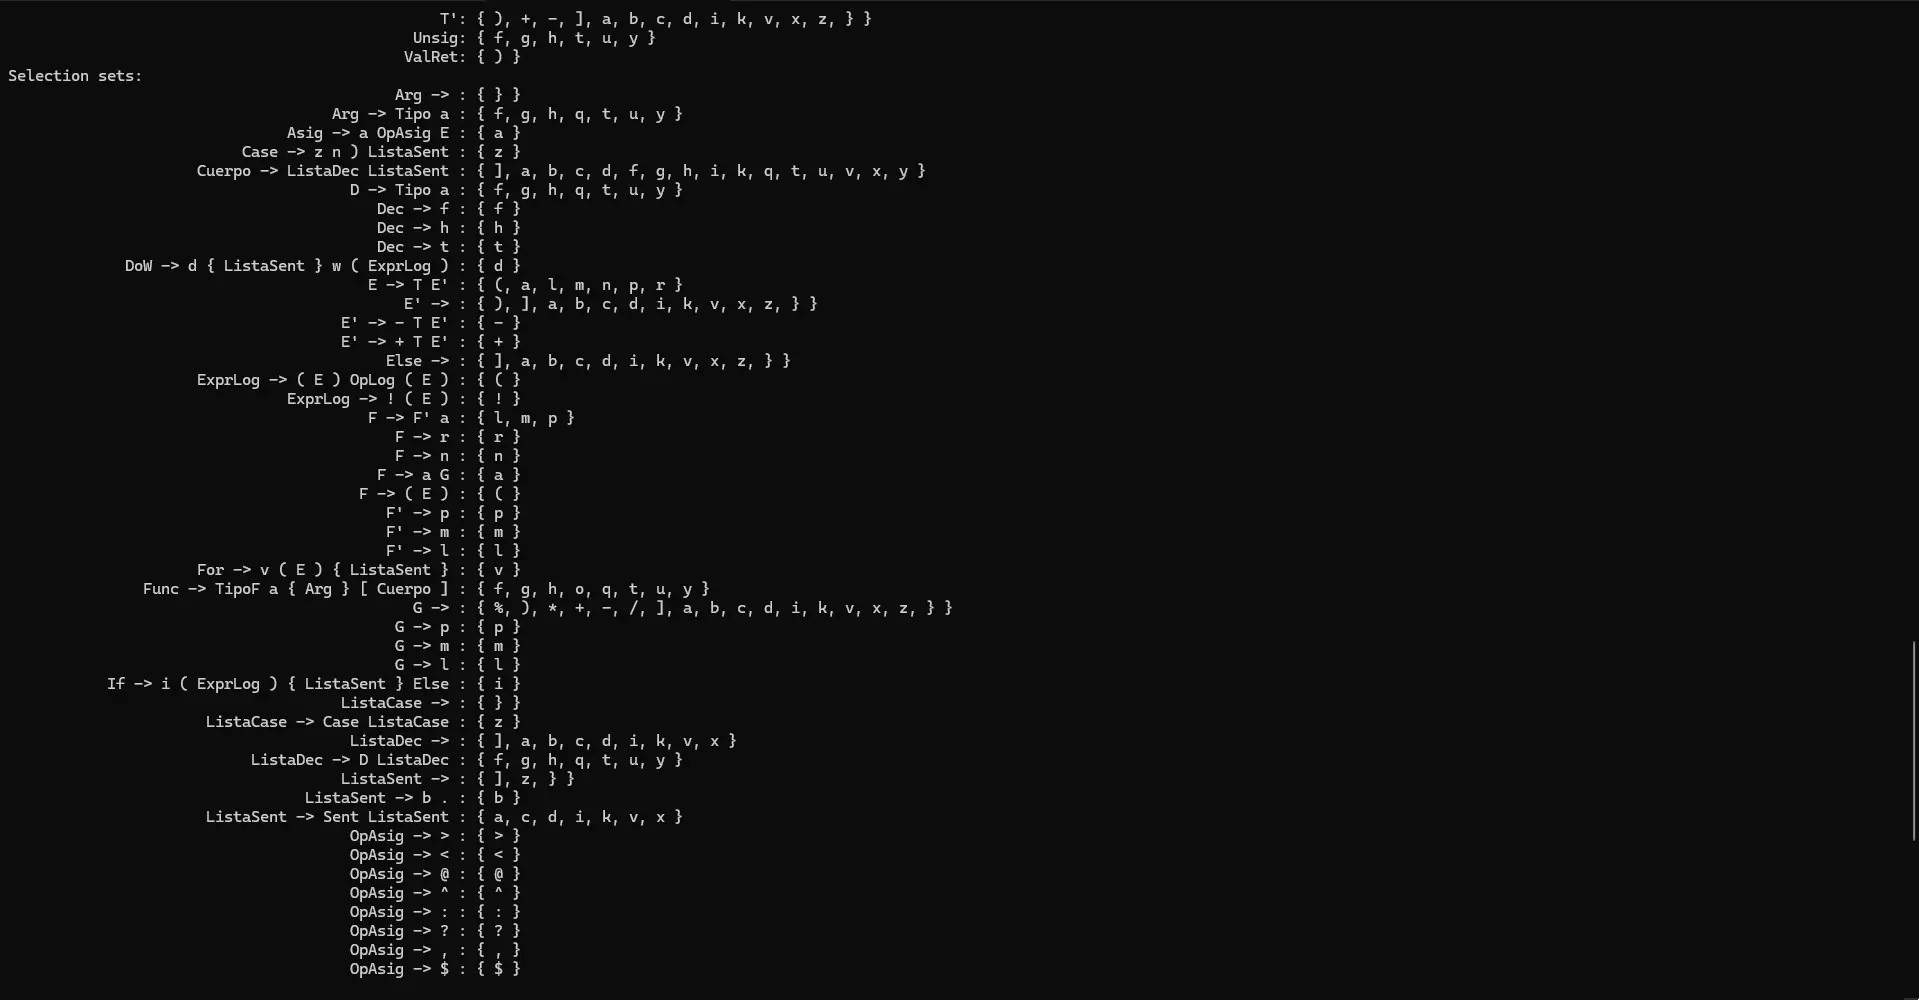 T': { ), +, -, ], a, b, c, d, i, k, v, x, z, } }
Unsig: { f, g, h, t, u, y }
ValRet: { ) }
Selection sets:
Arg -> : { } }
Arg -> Tipo a : { f, g, h, q, t, u, y }
Asig -> a OpAsig E : { a }
Case -> z n ) ListaSent : { z }
Cuerpo -> ListaDec ListaSent : { ], a, b, c, d, f, g, h, i, k, q, t, u, v, x, y }
D -> Tipo a : { f, g, h, q, t, u, y }
Dec -> f : { f }
Dec -> h : { h }
Dec -> t : { t }
DoW -> d { ListaSent } w ( ExprLog ) : { d }
E -> T E' : { (, a, l, m, n, p, r }
E' -> : { ), ], a, b, c, d, i, k, v, x, z, } }
E' -> - T E' : { - }
E' -> + T E' : { + }
Else -> : { ], a, b, c, d, i, k, v, x, z, } }
ExprLog -> ( E ) OpLog ( E ) : { ( }
ExprLog -> ! ( E ) : { ! }
F -> F' a : { l, m, p }
F -> r : { r }
F -> n : { n }
F -> a G : { a }
F -> ( E ) : { ( }
F' -> p : { p }
F' -> m : { m }
F' -> l : { l }
For -> v ( E ) { ListaSent } : { v }
Func -> TipoF a { Arg } [ Cuerpo ] : { f, g, h, o, q, t, u, y }
G -> : { %, ), *, +, -, /, ], a, b, c, d, i, k, v, x, z, } }
G -> p : { p }
G -> m : { m }
G -> l : { l }
If -> i ( ExprLog ) { ListaSent } Else : { i }
ListaCase -> : { } }
ListaCase -> Case ListaCase : { z }
ListaDec -> : { ], a, b, c, d, i, k, v, x }
ListaDec -> D ListaDec : { f, g, h, q, t, u, y }
ListaSent -> : { ], z, } }
ListaSent -> b . : { b }
ListaSent -> Sent ListaSent : { a, c, d, i, k, v, x }
OpAsig -> > : { > }
OpAsig -> < : { < }
OpAsig -> @ : { @ }
OpAsig -> ^ : { ^ }
OpAsig -> : : { : }
OpAsig -> ? : { ? }
OpAsig -> , : { , }
OpAsig -> $ : { $ }